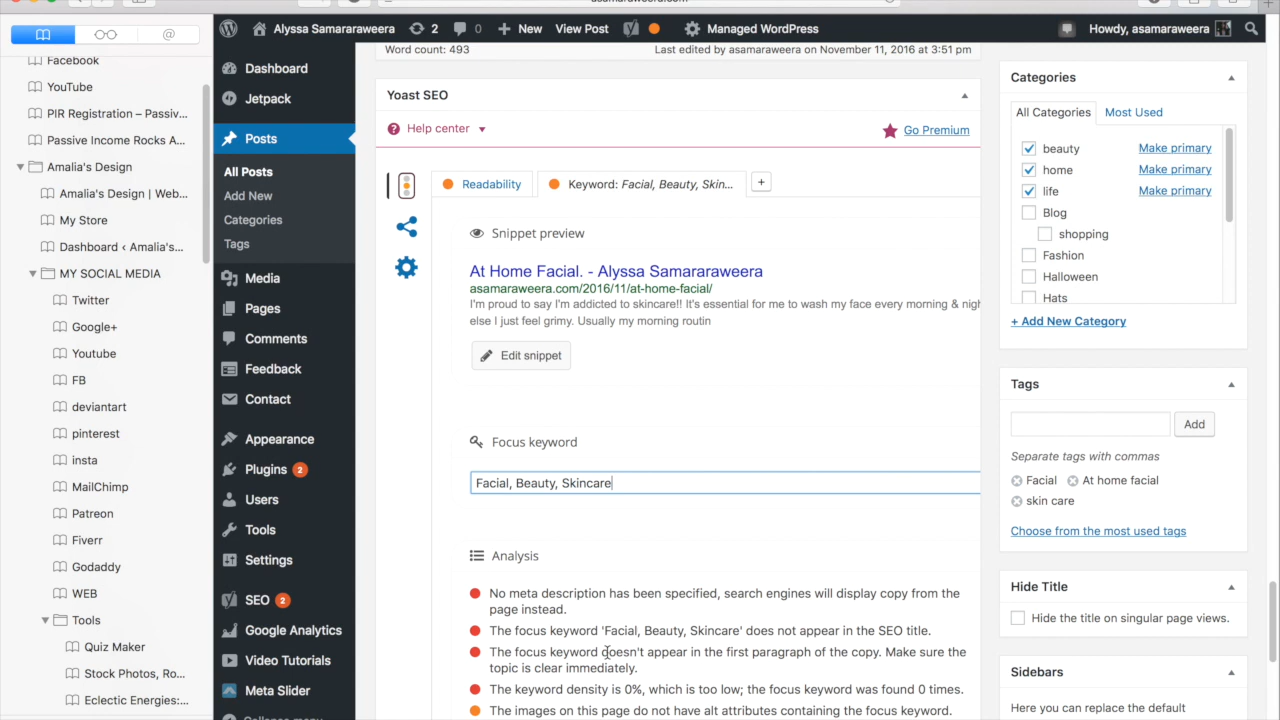 asamaraweera.com
Alyssa Samararaweera
2
0
New
View Post
Managed WordPress
Howdy, asamaraweera
@
Facebook
YouTube
PIR Registration – Passiv...
Passive Income Rocks A...
Amalia's Design
Amalia's Design | Web...
My Store
Dashboard ‹ Amalia's...
MY SOCIAL MEDIA
Twitter
Google+
Youtube
FB
deviantart
pinterest
insta
MailChimp
Patreon
Fiverr
Godaddy
WEB
Tools
Quiz Maker
Stock Photos, Ro...
Eclectic Energies:...
Dashboard
Jetpack
Posts
All Posts
Add New
Categories
Tags
Media
Pages
Comments
Feedback
Contact
Appearance
Plugins 2
Users
Tools
Settings
SEO 2
Google Analytics
Video Tutorials
Meta Slider
Collapse menu
Word count: 493
Last edited by asamaraweera on November 11, 2016 at 3:51 pm
Yoast SEO
Help center
Go Premium
Readability
Keyword: Facial, Beauty, Skin...
+
Snippet preview
At Home Facial. - Alyssa Samararaweera
asamaraweera.com/2016/11/at-home-facial/
I'm proud to say I'm addicted to skincare!! It's essential for me to wash my face every morning & nigh
else I just feel grimy. Usually my morning routin
Edit snippet
Focus keyword
Facial, Beauty, Skincare
Analysis
No meta description has been specified, search engines will display copy from the
page instead.
The focus keyword 'Facial, Beauty, Skincare' does not appear in the SEO title.
The focus keyword doesn't appear in the first paragraph of the copy. Make sure the
topic is clear immediately.
The keyword density is 0%, which is too low; the focus keyword was found 0 times.
The images on this page do not have alt attributes containing the focus keyword.
Categories
All Categories
Most Used
beauty
Make primary
home
Make primary
life
Make primary
Blog
shopping
Fashion
Halloween
Hats
+ Add New Category
Tags
Add
Separate tags with commas
Facial
At home facial
skin care
Choose from the most used tags
Hide Title
Hide the title on singular page views.
Sidebars
Here you can replace the default